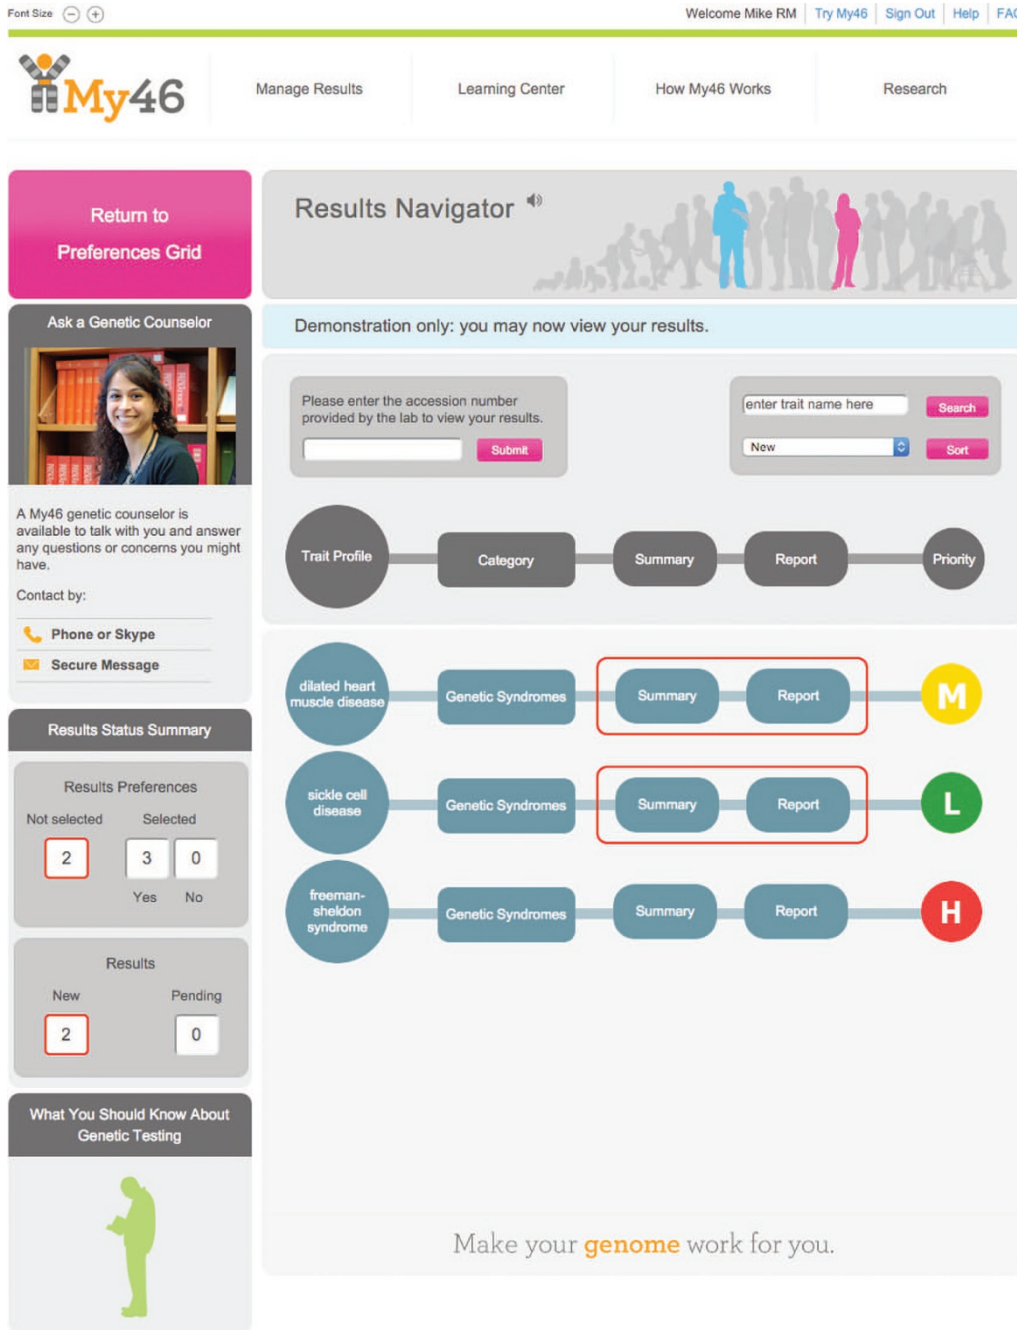 Font Size
Welcome Mike RM Try My46 Sign Out Help FAQ
My46
Manage Results Learning Center How My46 Works Research
Return to
Preferences Grid
Results Navigator
Ask a Genetic Counselor
Demonstration only: you may now view your results.
Please enter the accession number
provided by the lab to view your results.
Submit
enter trait name here
Search
New
Sort
A My46 genetic counselor is
available to talk with you and answer
any questions or concerns you might
have.
Contact by:
Phone or Skype
Secure Message
Trait Profile Category Summary Report Priority
dilated heart
muscle disease
Genetic Syndromes Summary Report M
sickle cell
disease
Genetic Syndromes Summary Report L
freeman-
sheldon
syndrome
Genetic Syndromes Summary Report H
Results Status Summary
Results Preferences
Not selected Selected
2 3 0
Yes No
Results
New Pending
2 0
What You Should Know About
Genetic Testing
Make your genome work for you.